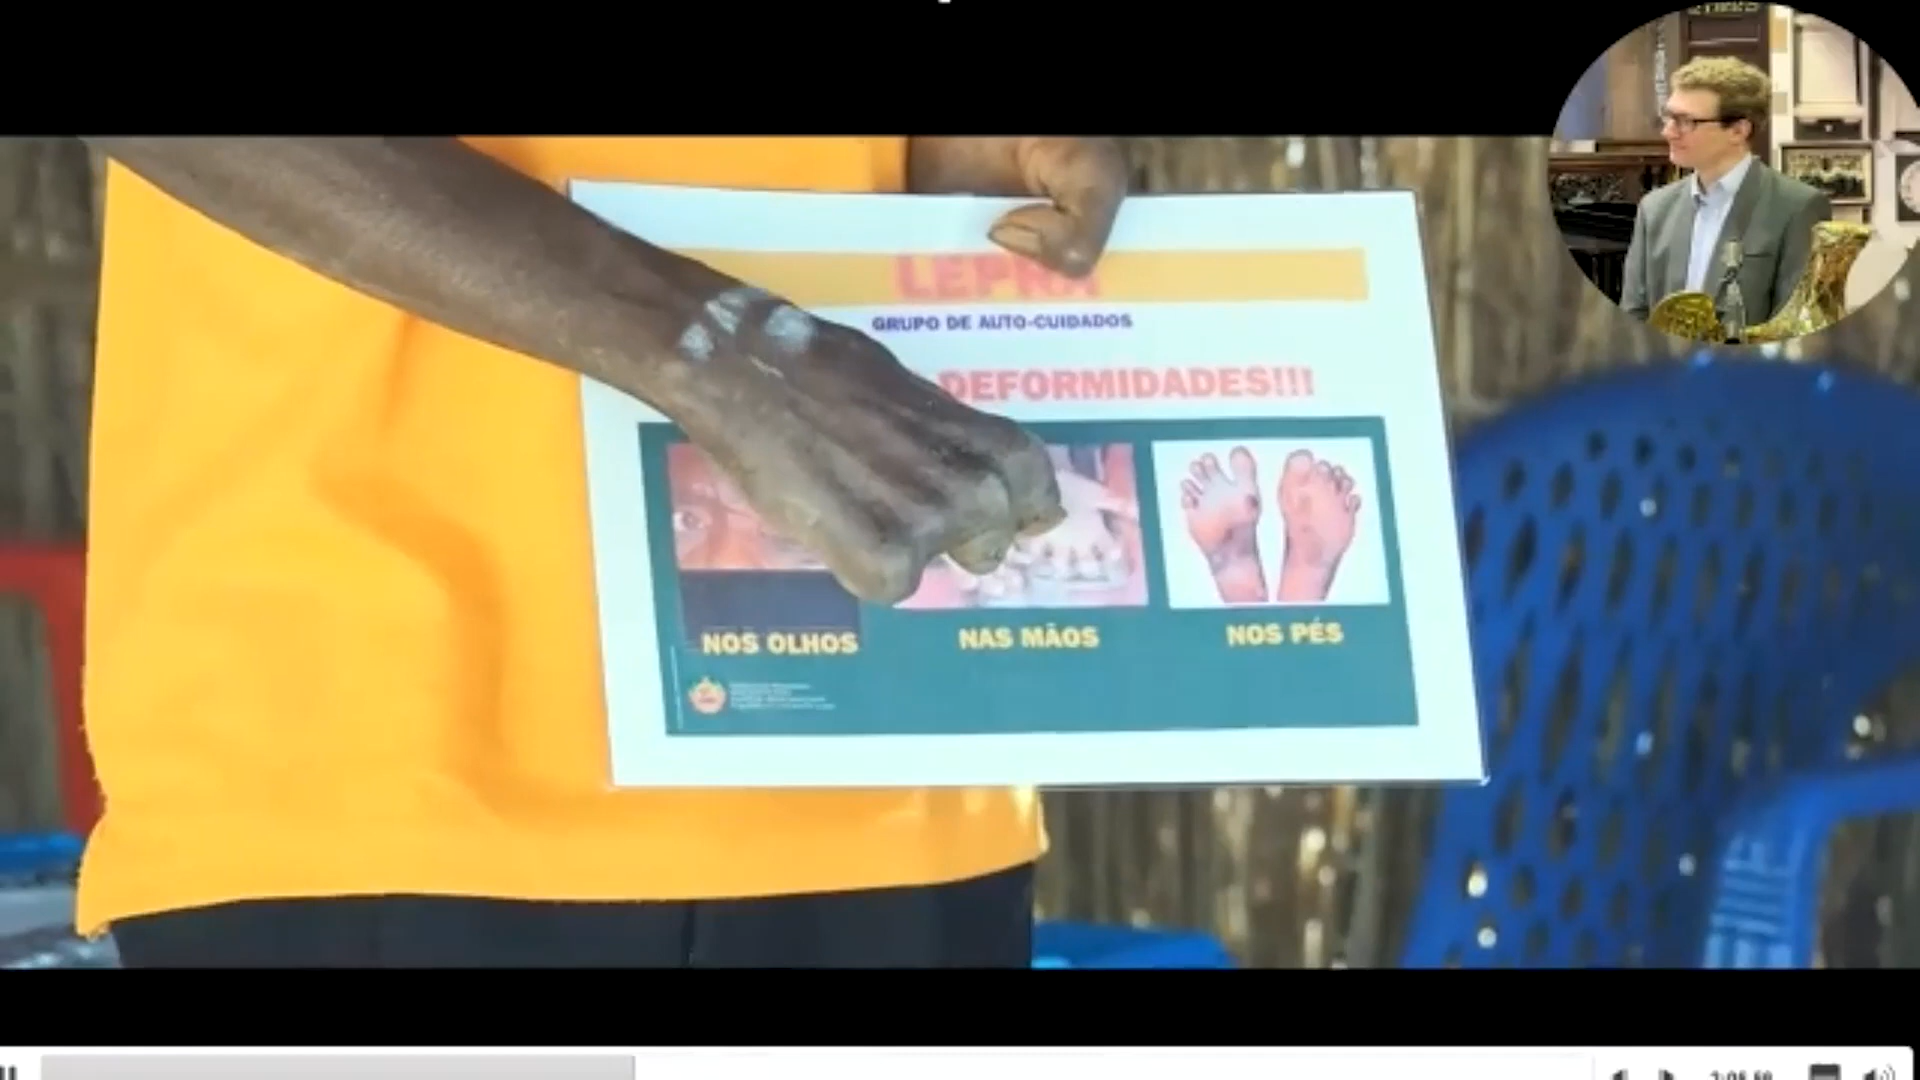 LEPRA
GRUPO DE AUTO-CUIDADOS
DEFORMIDADES!!!
NOS OLHOS
NAS MÃOS
NOS PÉS